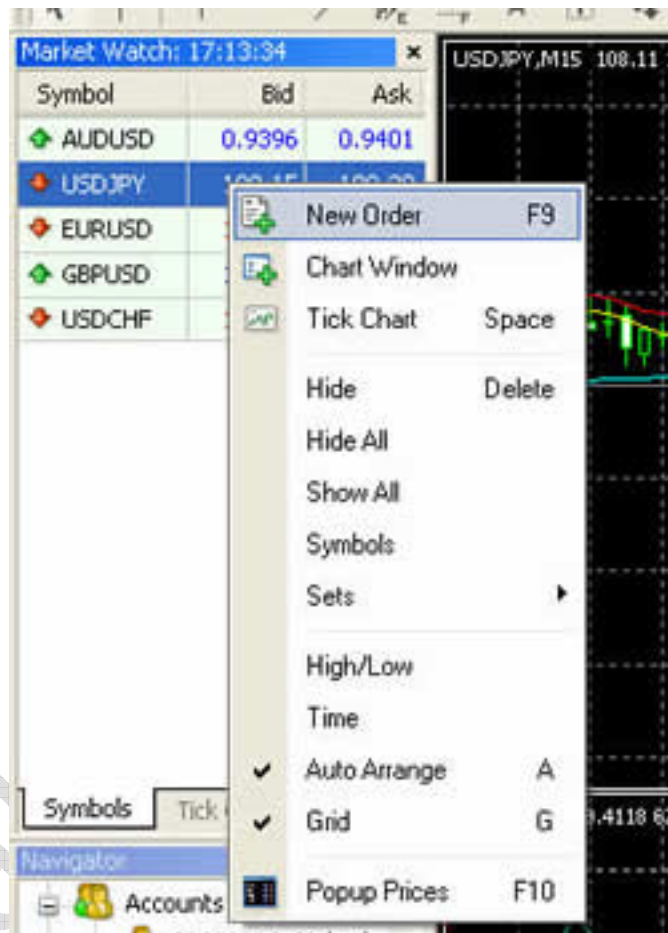 Market Watch: 17:13:34
USDJPY,M15 108.11
Symbol Bid Ask
AUDUSD 0.9396 0.9401
USDJPY
EURUSD
GBPUSD
USDCHF
New Order F9
Chart Window
Tick Chart Space
Hide Delete
Hide All
Show All
Symbols
Sets
High/Low
Time
Auto Arrange A
Grid G
Popup Prices F10
Symbols Tick
.4118
Navigator
Accounts